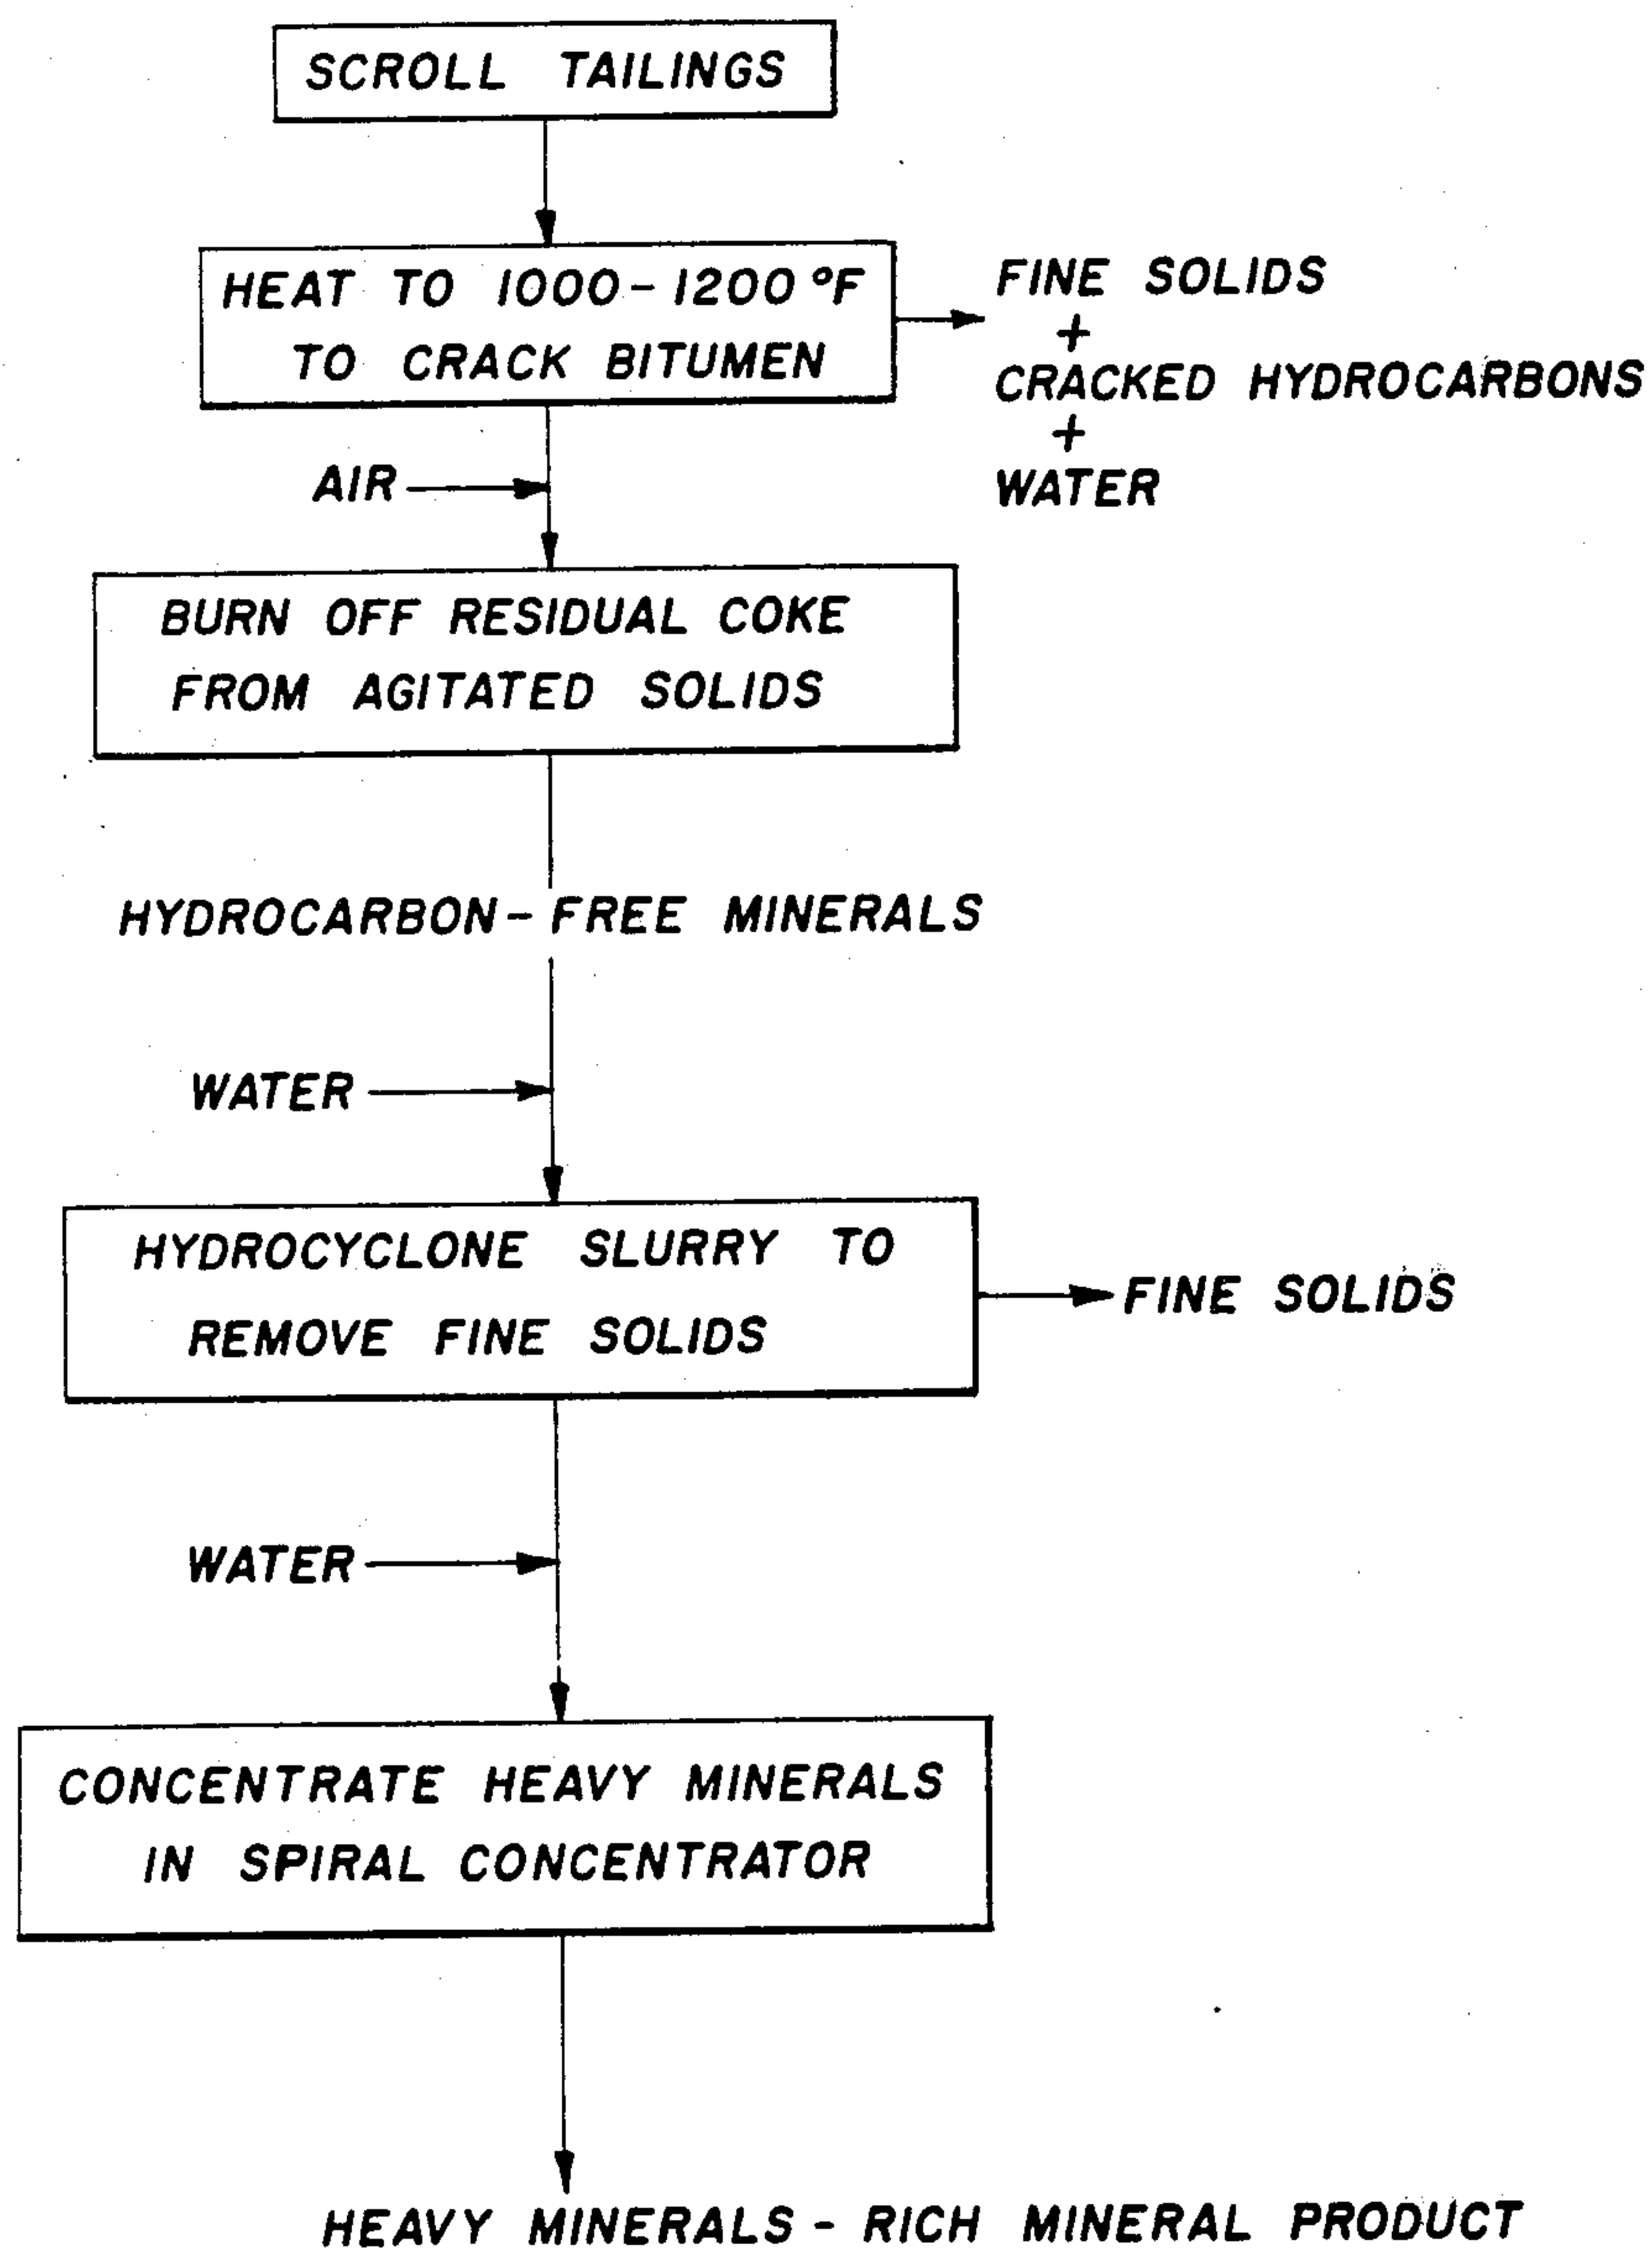 SCROLL TAILINGS
HEAT TO 1000-1200 °F
TO CRACK BITUMEN
FINE SOLIDS
+
CRACKED HYDROCARBONS
+
WATER
AIR
BURN OFF RESIDUAL COKE
FROM AGITATED SOLIDS
HYDROCARBON-FREE MINERALS
WATER
HYDROCYCLONE SLURRY TO
REMOVE FINE SOLIDS
FINE SOLIDS
WATER
CONCENTRATE HEAVY MINERALS
IN SPIRAL CONCENTRATOR
HEAVY MINERALS - RICH MINERAL PRODUCT